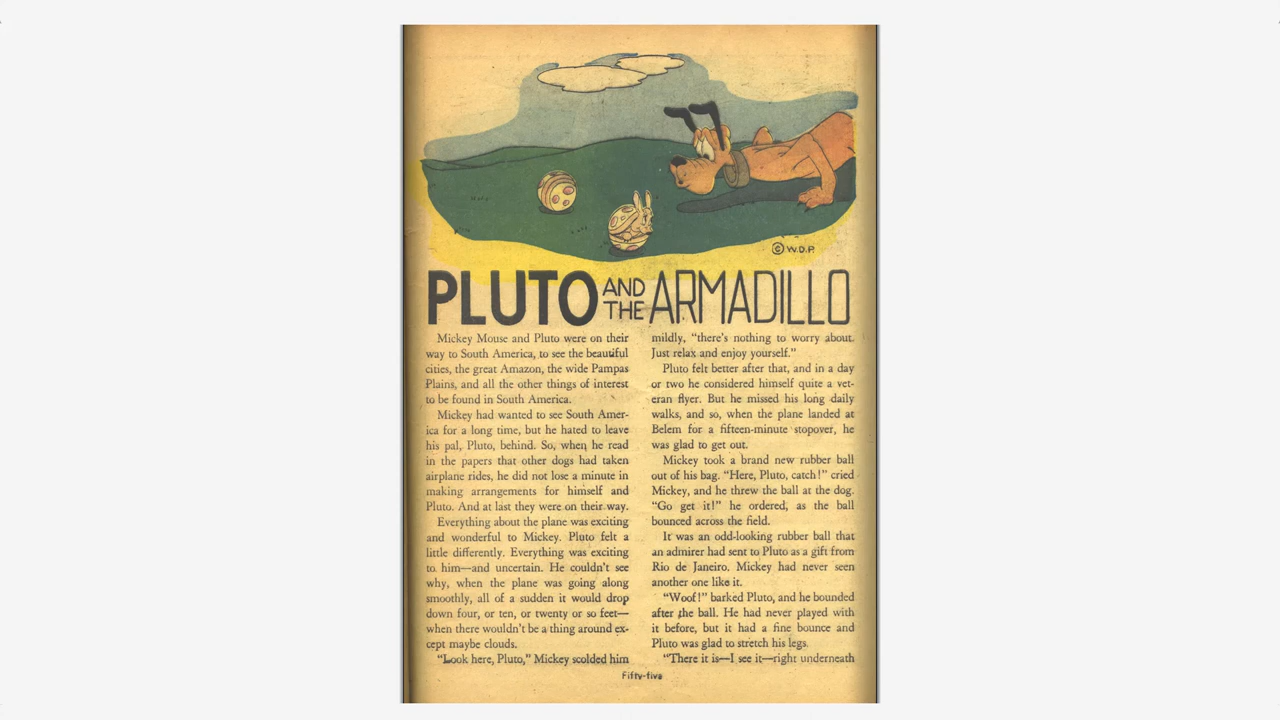 © W.D.P.
PLUTO AND THE ARMADILLO
Mickey Mouse and Pluto were on their
way to South America, to see the beautiful
cities, the great Amazon, the wide Pampas
Plains, and all the other things of interest
to be found in South America.
Mickey had wanted to see South Amer-
ica for a long time, but he hated to leave
his pal, Pluto, behind. So, when he read
in the papers that other dogs had taken
airplane rides, he did not lose a minute in
making arrangements for himself and
Pluto. And at last they were on their way.
Everything about the plane was exciting
and wonderful to Mickey. Pluto felt a
little differently. Everything was exciting
to him—and uncertain. He couldn't see
why, when the plane was going along
smoothly, all of a sudden it would drop
down four, or ten, or twenty or so feet—
when there wouldn't be a thing around ex-
cept maybe clouds.
"Look here, Pluto," Mickey scolded him
mildly, "there's nothing to worry about.
Just relax and enjoy yourself."
Pluto felt better after that, and in a day
or two he considered himself quite a vet-
eran flyer. But he missed his long daily
walks, and so, when the plane landed at
Belem for a fifteen-minute stopover, he
was glad to get out.
Mickey took a brand new rubber ball
out of his bag. "Here, Pluto, catch!" cried
Mickey, and he threw the ball at the dog.
"Go get it!" he ordered, as the ball
bounced across the field.
It was an odd-looking rubber ball that
an admirer had sent to Pluto as a gift from
Rio de Janeiro. Mickey had never seen
another one like it.
"Woof!" barked Pluto, and he bounded
after the ball. He had never played with
it before, but it had a fine bounce and
Pluto was glad to stretch his legs.
"There it is—I see it—right underneath
Fifty-five